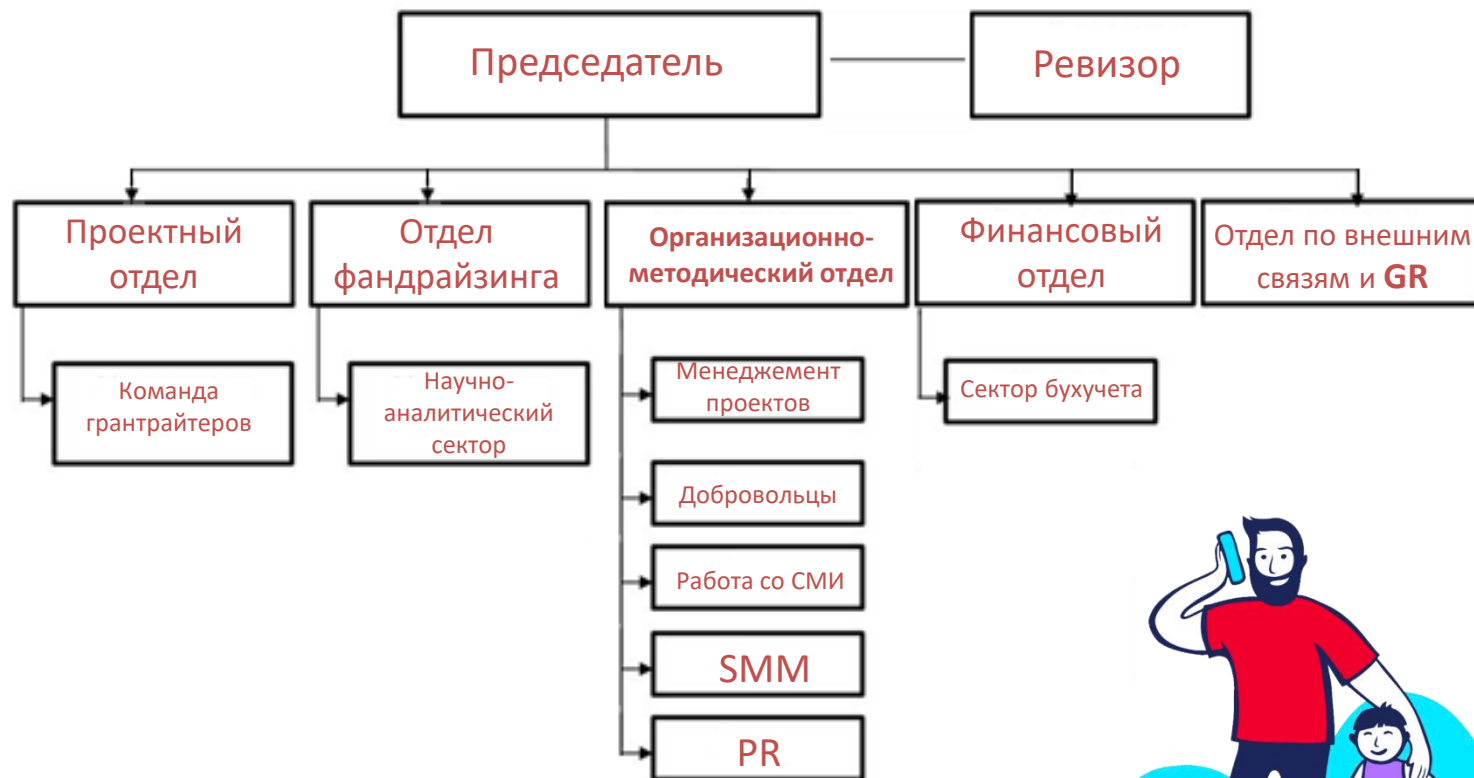 Председатель
Ревизор
Проектный
отдел
Отдел
фандрайзинга
Организационно-
методический отдел
Финансовый
отдел
Отдел по внешним
связям и GR
Команда
грантрайтеров
Научно-
аналитический
сектор
Менеджемент
проектов
Сектор бухучета
Добровольцы
Работа со СМИ
SMM
PR